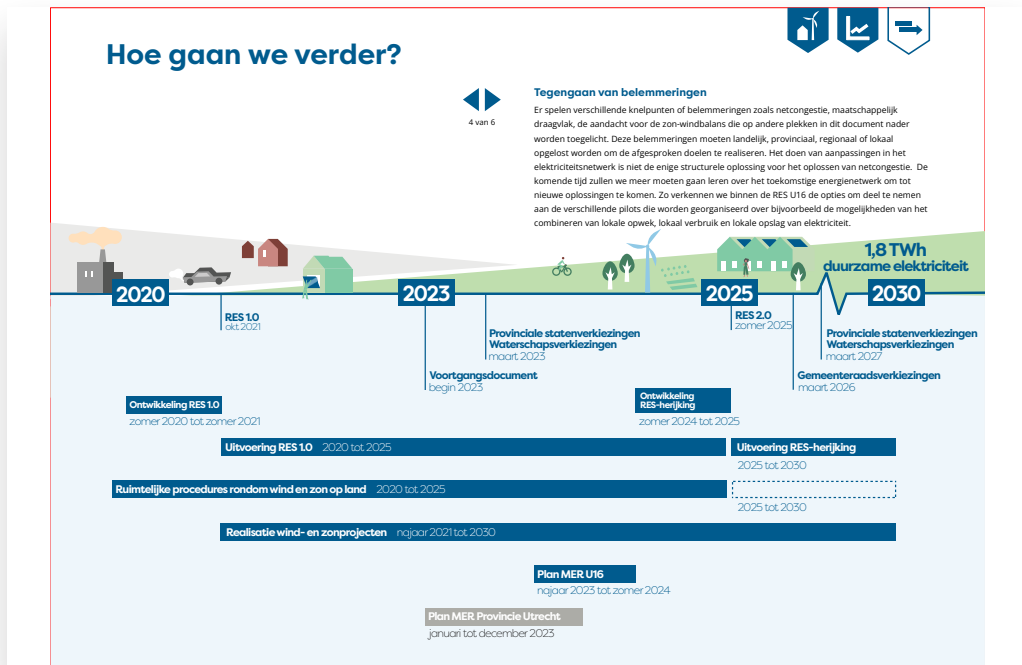 Hoe gaan we verder?
4 van 6
Tegengaan van belemmeringen
Er spelen verschillende knelpunten of belemmeringen zoals netcongestie, maatschappelijk
draagvlak, de aandacht voor de zon-windbalans die op andere plekken in dit document nader
worden toegelicht. Deze belemmeringen moeten landelijk, provinciaal, regionaal of lokaal
opgelost worden om de afgesproken doelen te realiseren. Het doen van aanpassingen in het
elektriciteitsnetwerk is niet de enige structurele oplossing voor het oplossen van netcongestie. De
komende tijd zullen we meer moeten gaan leren over het toekomstige energienetwerk om tot
nieuwe oplossingen te komen. Zo verkennen we binnen de RES U16 de opties om deel te nemen
aan de verschillende pilots die worden georganiseerd over bijvoorbeeld de mogelijkheden van het
combineren van lokale opwek, lokaal verbruik en lokale opslag van elektriciteit.
1,8 TWh
duurzame elektriciteit
2020
2023
2025
2030
RES 1.0
okt 2021
Provinciale statenverkiezingen
Waterschapsverkiezingen
maart 2023
Voortgangsdocument
begin 2023
RES 2.0
zomer 2025
Provinciale statenverkiezingen
Waterschapsverkiezingen
maart 2027
Gemeenteraadsverkiezingen
maart 2026
Ontwikkeling RES 1.0
zomer 2020 tot zomer 2021
Ontwikkeling
RES-herijking
zomer 2024 tot 2025
Uitvoering RES 1.0 2020 tot 2025
Uitvoering RES-herijking
2025 tot 2030
Ruimtelijke procedures rondom wind en zon op land 2020 tot 2025
2025 tot 2030
Realisatie wind- en zonprojecten najaar 2021 tot 2030
Plan MER U16
najaar 2023 tot zomer 2024
Plan MER Provincie Utrecht
januari tot december 2023